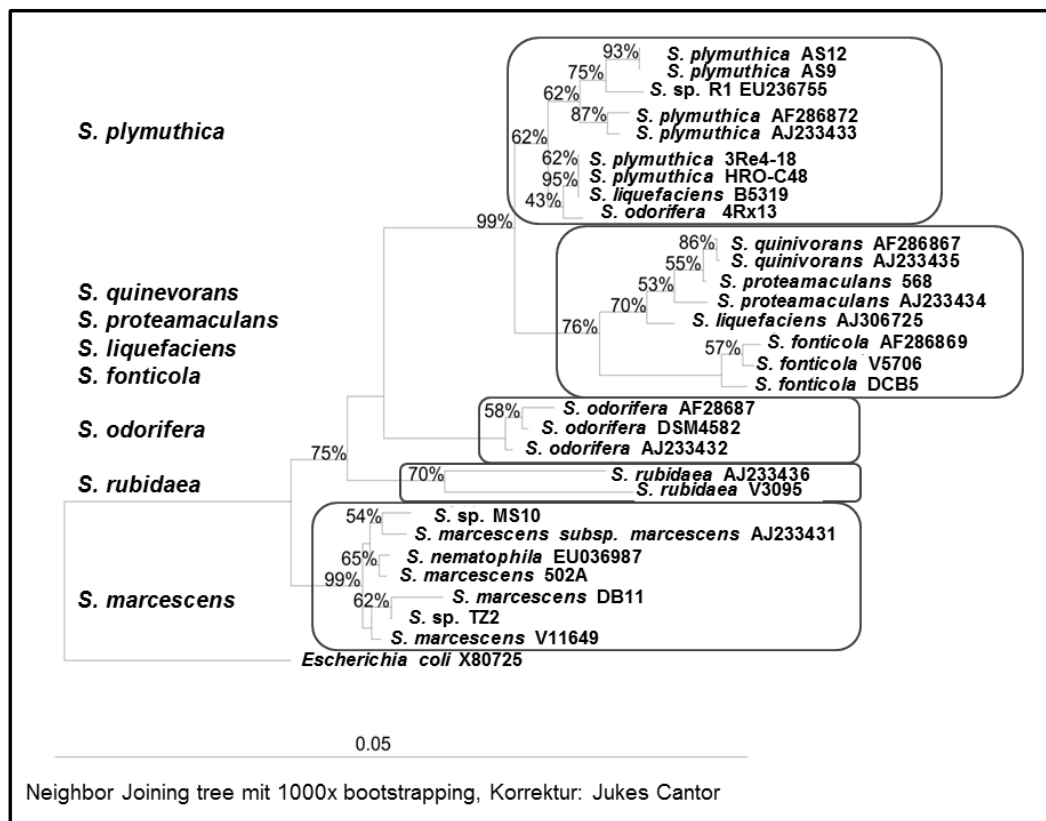 93% S. plymuthica AS12
S. plymuthica AS9
75%
S. sp. R1 EU236755
62%
S. plymuthica
87% S. plymuthica AF286872
S. plymuthica AJ233433
62%
62% S. plymuthica 3Re4-18
S. plymuthica HRO-C48
95%
S. liquefaciens B5319
43%
S. odorifera 4Rx13
99%
86% S. quinivorans AF286867
S. quinivorans AJ233435
55%
S. proteamaculans 568
53%
S. quinevorans
S. proteamaculans AJ233434
70%
S. proteamaculans
S. liquefaciens AJ306725
76%
S. liquefaciens
57% S. fonticola AF286869
S. fonticola V5706
S. fonticola
S. fonticola DCB5
58% S. odorifera AF28687
S. odorifera
S. odorifera DSM4582
S. odorifera AJ233432
75%
70% S. rubidaea AJ233436
S. rubidaea
S. rubidaea V3095
54% S. sp. MS10
S. marcescens subsp. marcescens AJ233431
65% S. nematophila EU036987
S. marcescens 502A
99%
S. marcescens
62% S. marcescens DB11
S. sp. TZ2
S. marcescens V11649
Escherichia coli X80725
0.05
Neighbor Joining tree mit 1000x bootstrapping, Korrektur: Jukes Cantor